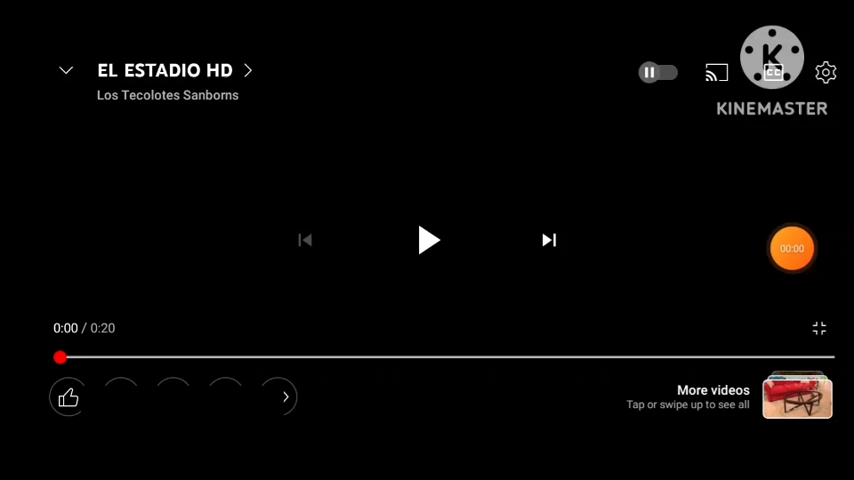 EL ESTADIO HD
Los Tecolotes Sanborns
CC
KINEMASTER
00:00
0:00 / 0:20
More videos
Tap or swipe up to see all